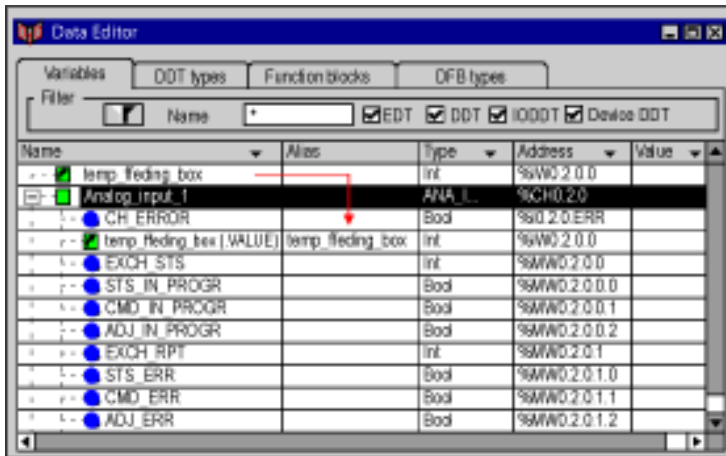 Data Editor
Variables DDT types Function blocks DFB types
Filter
Name * EDT DDT IODDT Device DDT
Name Alias Type Address Value
temp_ffeding_box Int %IW0.2.0.0
Analog_input_1 ANA_I... %CH0.2.0
CH_ERROR Bool %I0.2.0.ERR
temp_ffeding_box (.VALUE) temp_ffeding_box Int %IW0.2.0.0
EXCH_STS Int %MW0.2.0.0
STS_IN_PROGR Bool %MW0.2.0.0.0
CMD_IN_PROGR Bool %MW0.2.0.0.1
ADJ_IN_PROGR Bool %MW0.2.0.0.2
EXCH_RPT Int %MW0.2.0.1
STS_ERR Bool %MW0.2.0.1.0
CMD_ERR Bool %MW0.2.0.1.1
ADJ_ERR Bool %MW0.2.0.1.2